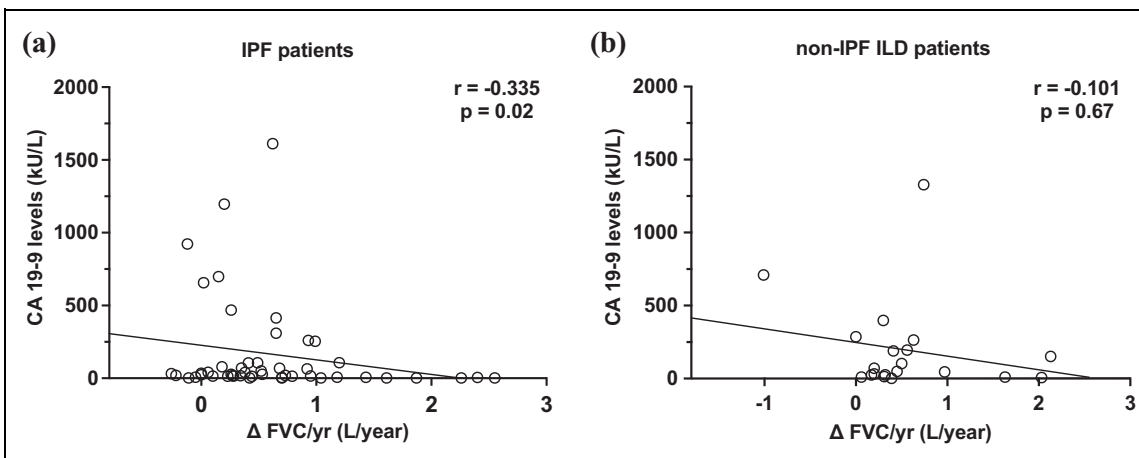 (a)
IPF patients
r = -0.335
p = 0.02
CA 19-9 levels (kU/L)
2000
1500
1000
500
0
0
1
2
3
Δ FVC/yr (L/year)
(b)
non-IPF ILD patients
r = -0.101
p = 0.67
CA 19-9 levels (kU/L)
2000
1500
1000
500
0
-1
0
1
2
3
Δ FVC/yr (L/year)